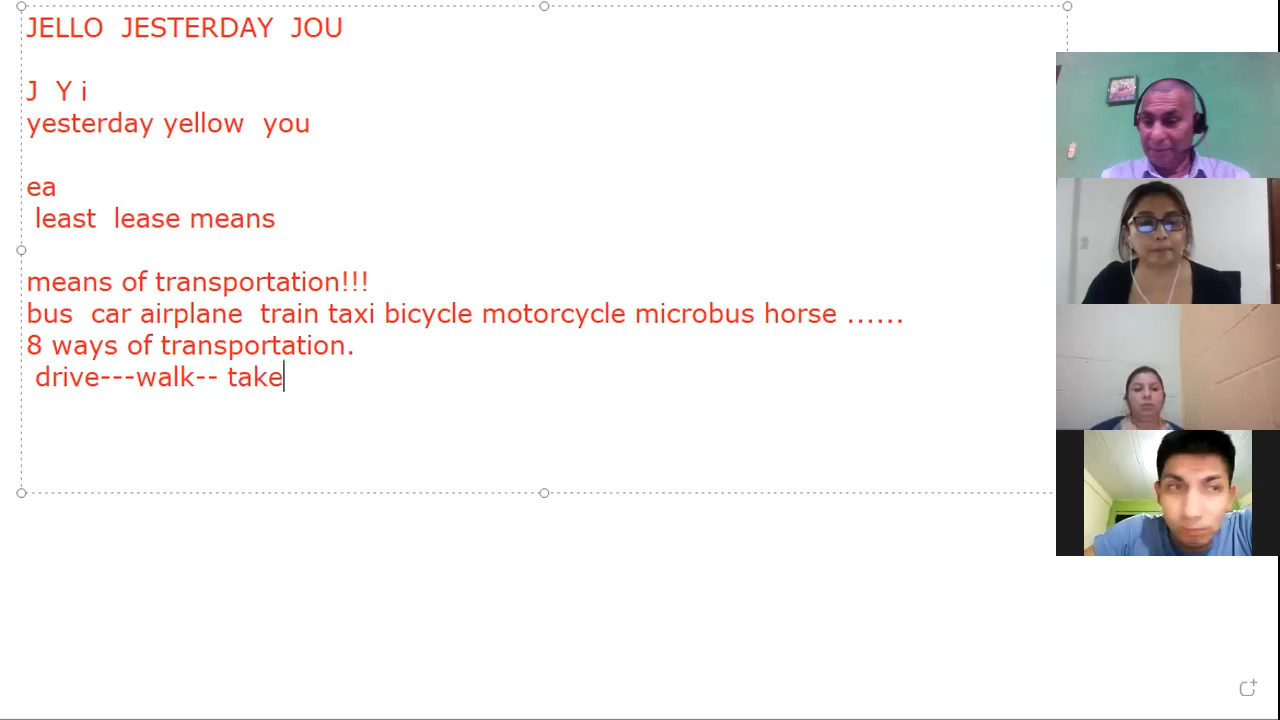 JELLO  JESTERDAY  JOU
J  Y i
yesterday yellow  you
ea
least  lease means
means of transportation!!!
bus  car airplane  train taxi bicycle motorcycle microbus horse ......
8 ways of transportation.
drive---walk-- take